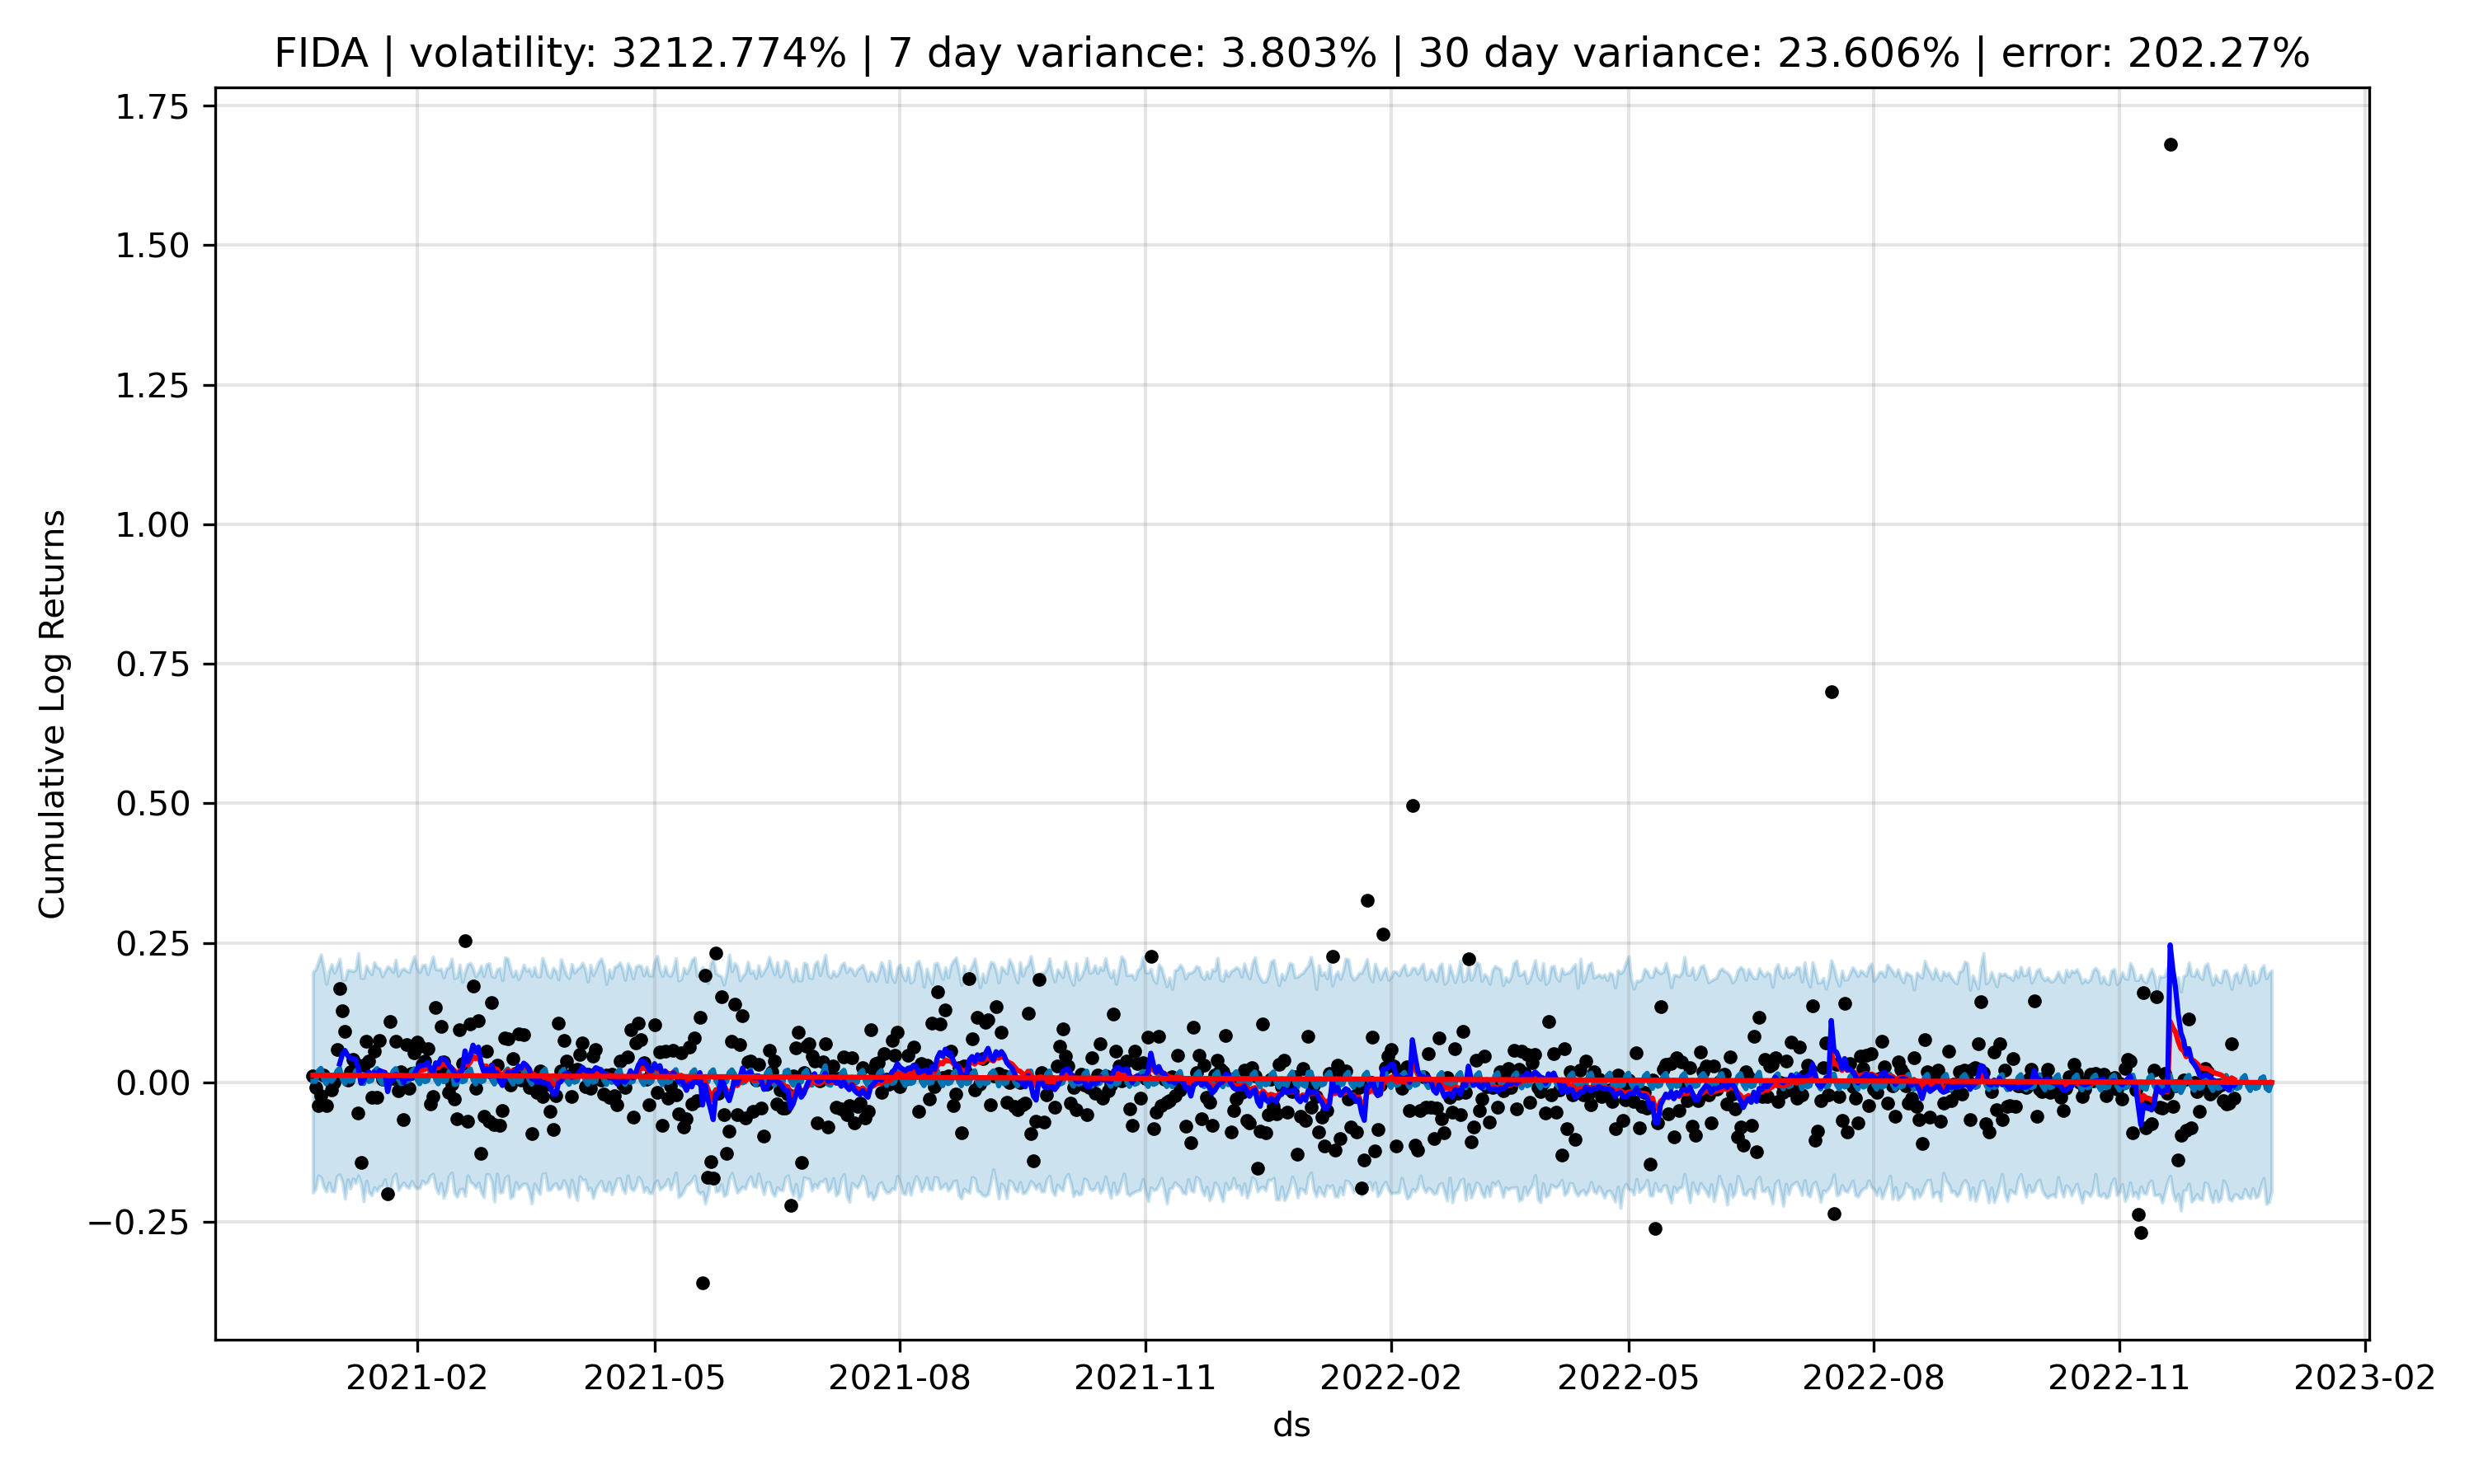 FIDA | volatility: 3212.774% | 7 day variance: 3.803% | 30 day variance: 23.606% | error: 202.27%
1.75
1.50
1.25
1.00
0.75
0.50
0.25
0.00
−0.25
Cumulative Log Returns
2021-02 2021-05 2021-08 2021-11 2022-02 2022-05 2022-08 2022-11 2023-02
ds